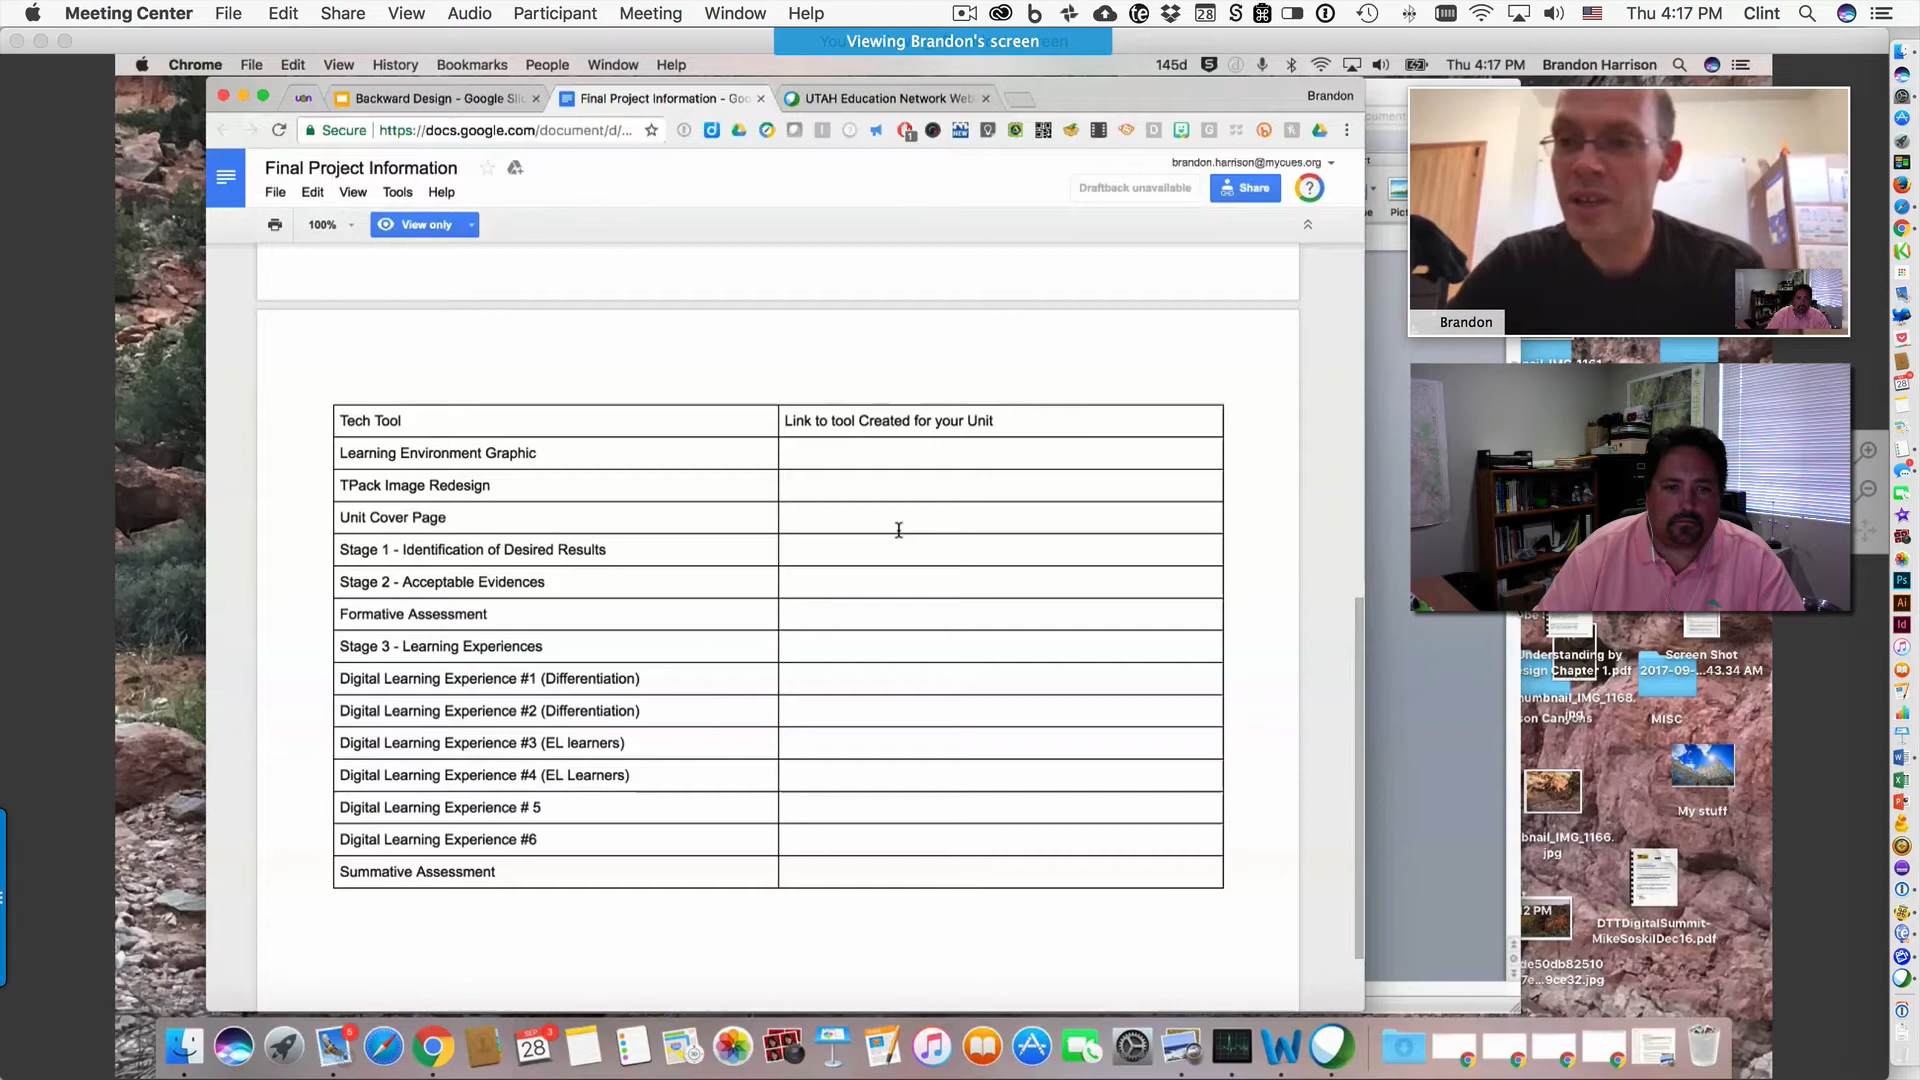 Meeting Center File Edit Share View Audio Participant Meeting Window Help Thu 4:17 PM Clint
Viewing Brandon's screen
Chrome File Edit View History Bookmarks People Window Help 145d Thu 4:17 PM Brandon Harrison
Backward Design - Google Slid Final Project Information - Goo UTAH Education Network Web Brandon
Secure https://docs.google.com/document/d/...
Final Project Information
brandon.harrison@mycues.org
File Edit View Tools Help
Draftback unavailable Share
100% View only
Brandon
Tech Tool Link to tool Created for your Unit
Learning Environment Graphic
TPack Image Redesign
Unit Cover Page
Stage 1 - Identification of Desired Results
Stage 2 - Acceptable Evidences
Formative Assessment
Stage 3 - Learning Experiences
Digital Learning Experience #1 (Differentiation)
Digital Learning Experience #2 (Differentiation)
Digital Learning Experience #3 (EL learners)
Digital Learning Experience #4 (EL Learners)
Digital Learning Experience # 5
Digital Learning Experience #6
Summative Assessment
Screen Shot
2017-09-...43.34 AM
MISC
My stuff
DTTDigitalSummit-
MikeSoskilDec16.pdf